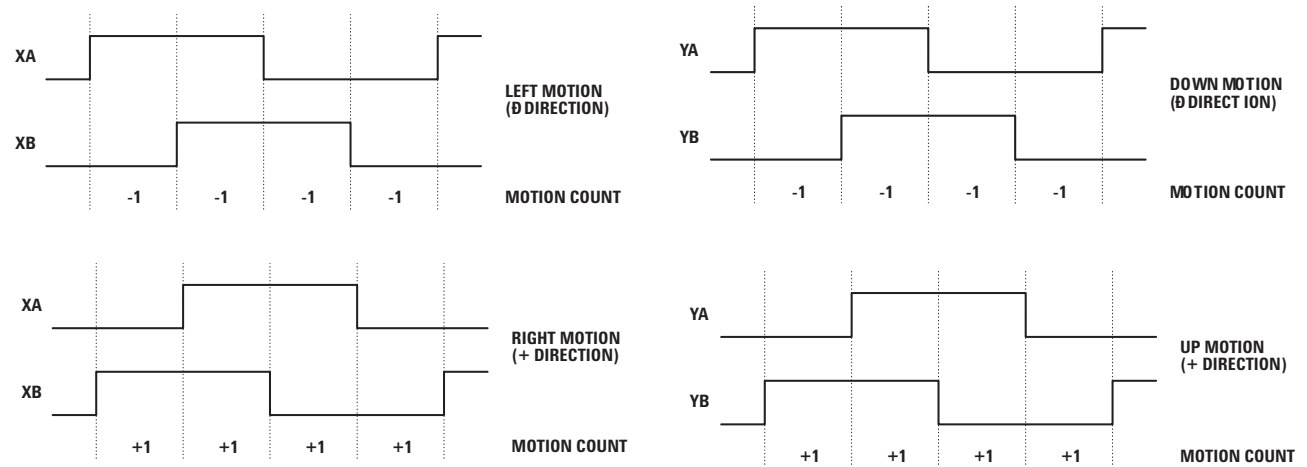 XA
LEFT MOTION
(Ð DIRECTION)
XB
-1 -1 -1 -1 MOTION COUNT
YA
DOWN MOTION
(Ð DIRECT ION)
YB
-1 -1 -1 -1 MOTION COUNT
XA
RIGHT MOTION
(+ DIRECTION)
XB
+1 +1 +1 +1 MOTION COUNT
YA
UP MOTION
(+ DIRECTION)
YB
+1 +1 +1 +1 MOTION COUNT